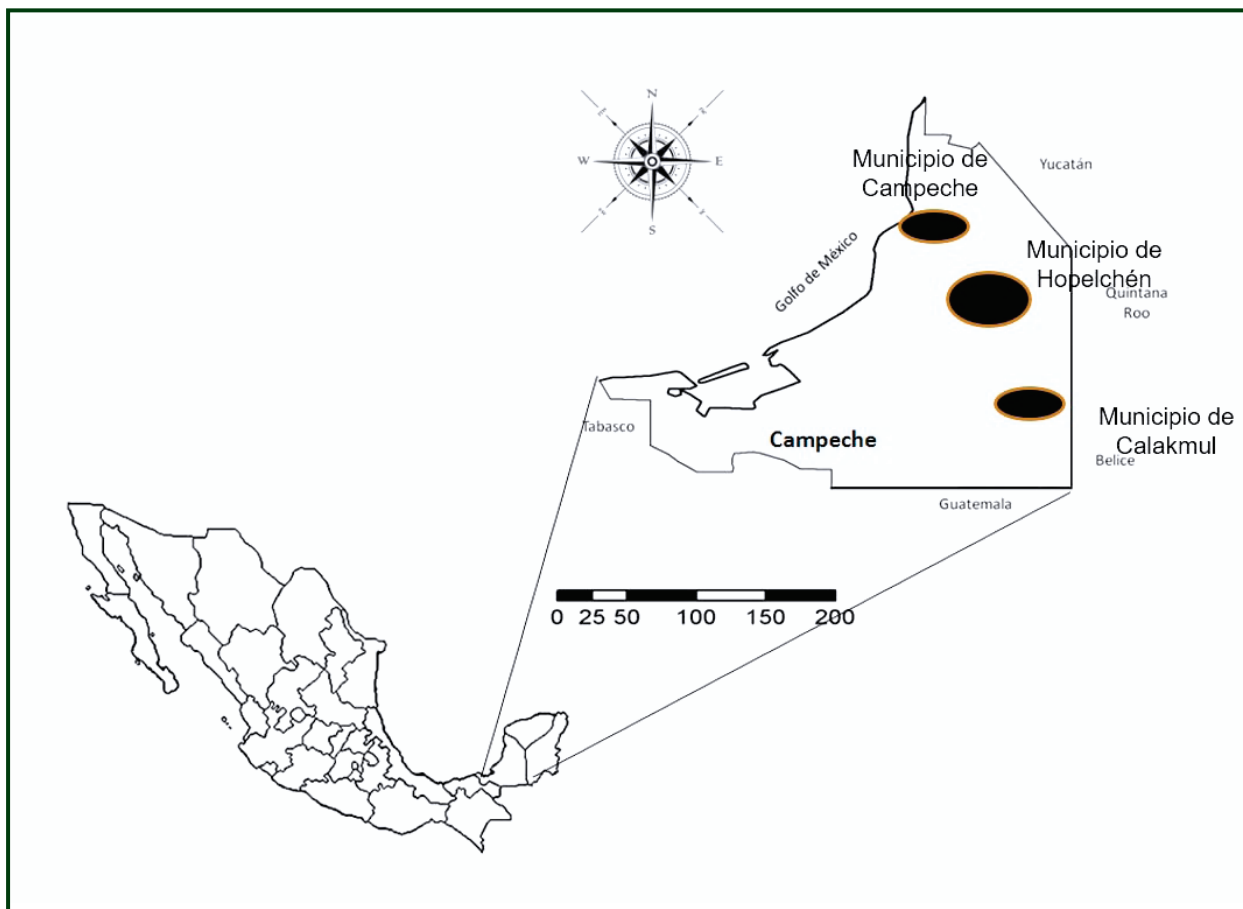 N
W
E
S
Municipio de
Campeche
Yucatán
Golfo de México
Municipio de
Hopelchén
Quintana
Roo
Tabasco
Campeche
Municipio de
Calakmul
Belice
Guatemala
0 25 50 100 150 200